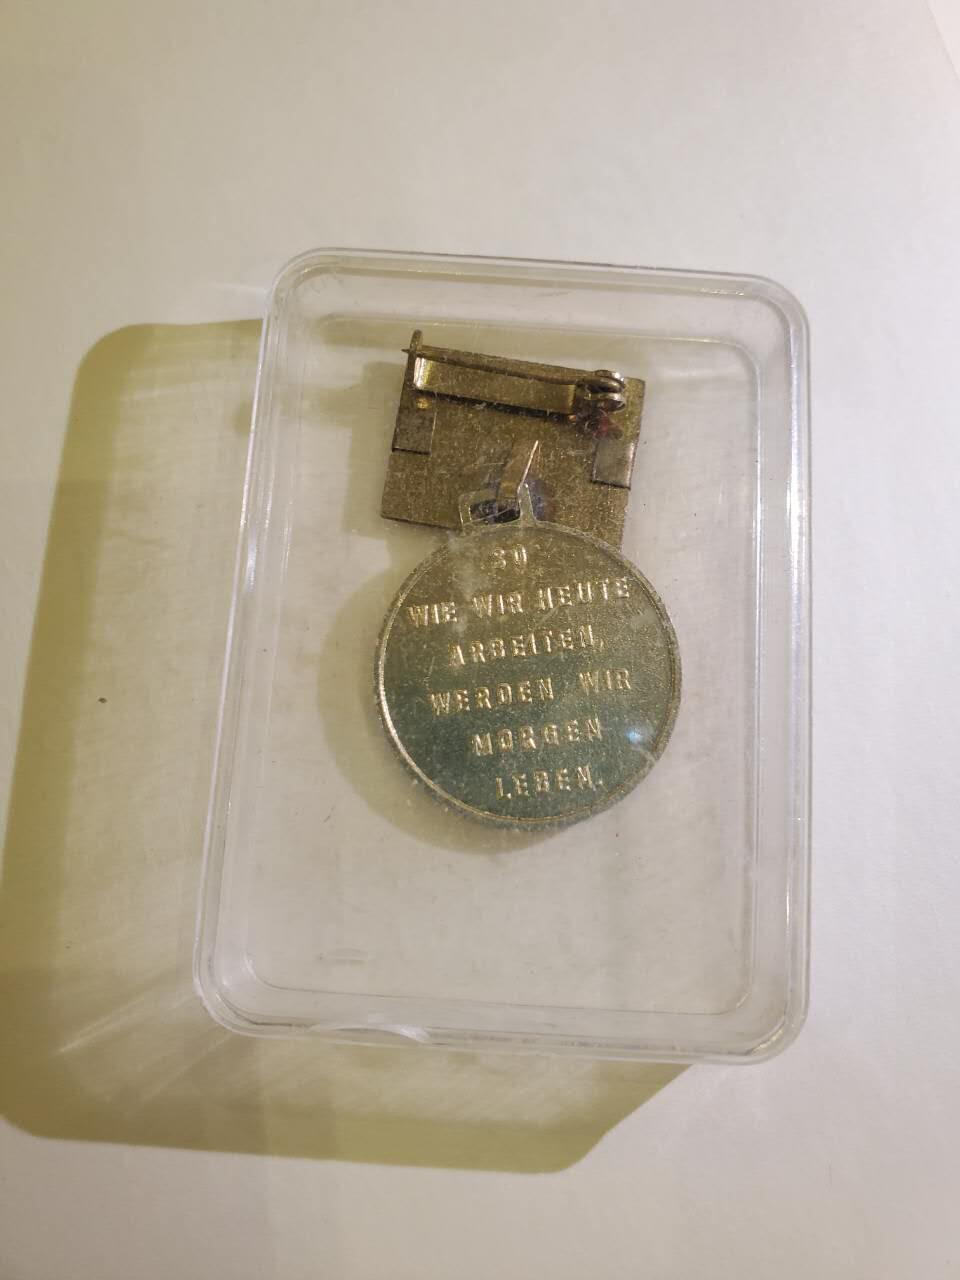 SO
WIE WIR HEUTE
ARBEITEN,
WERDEN WIR
MORGEN
LEBEN.